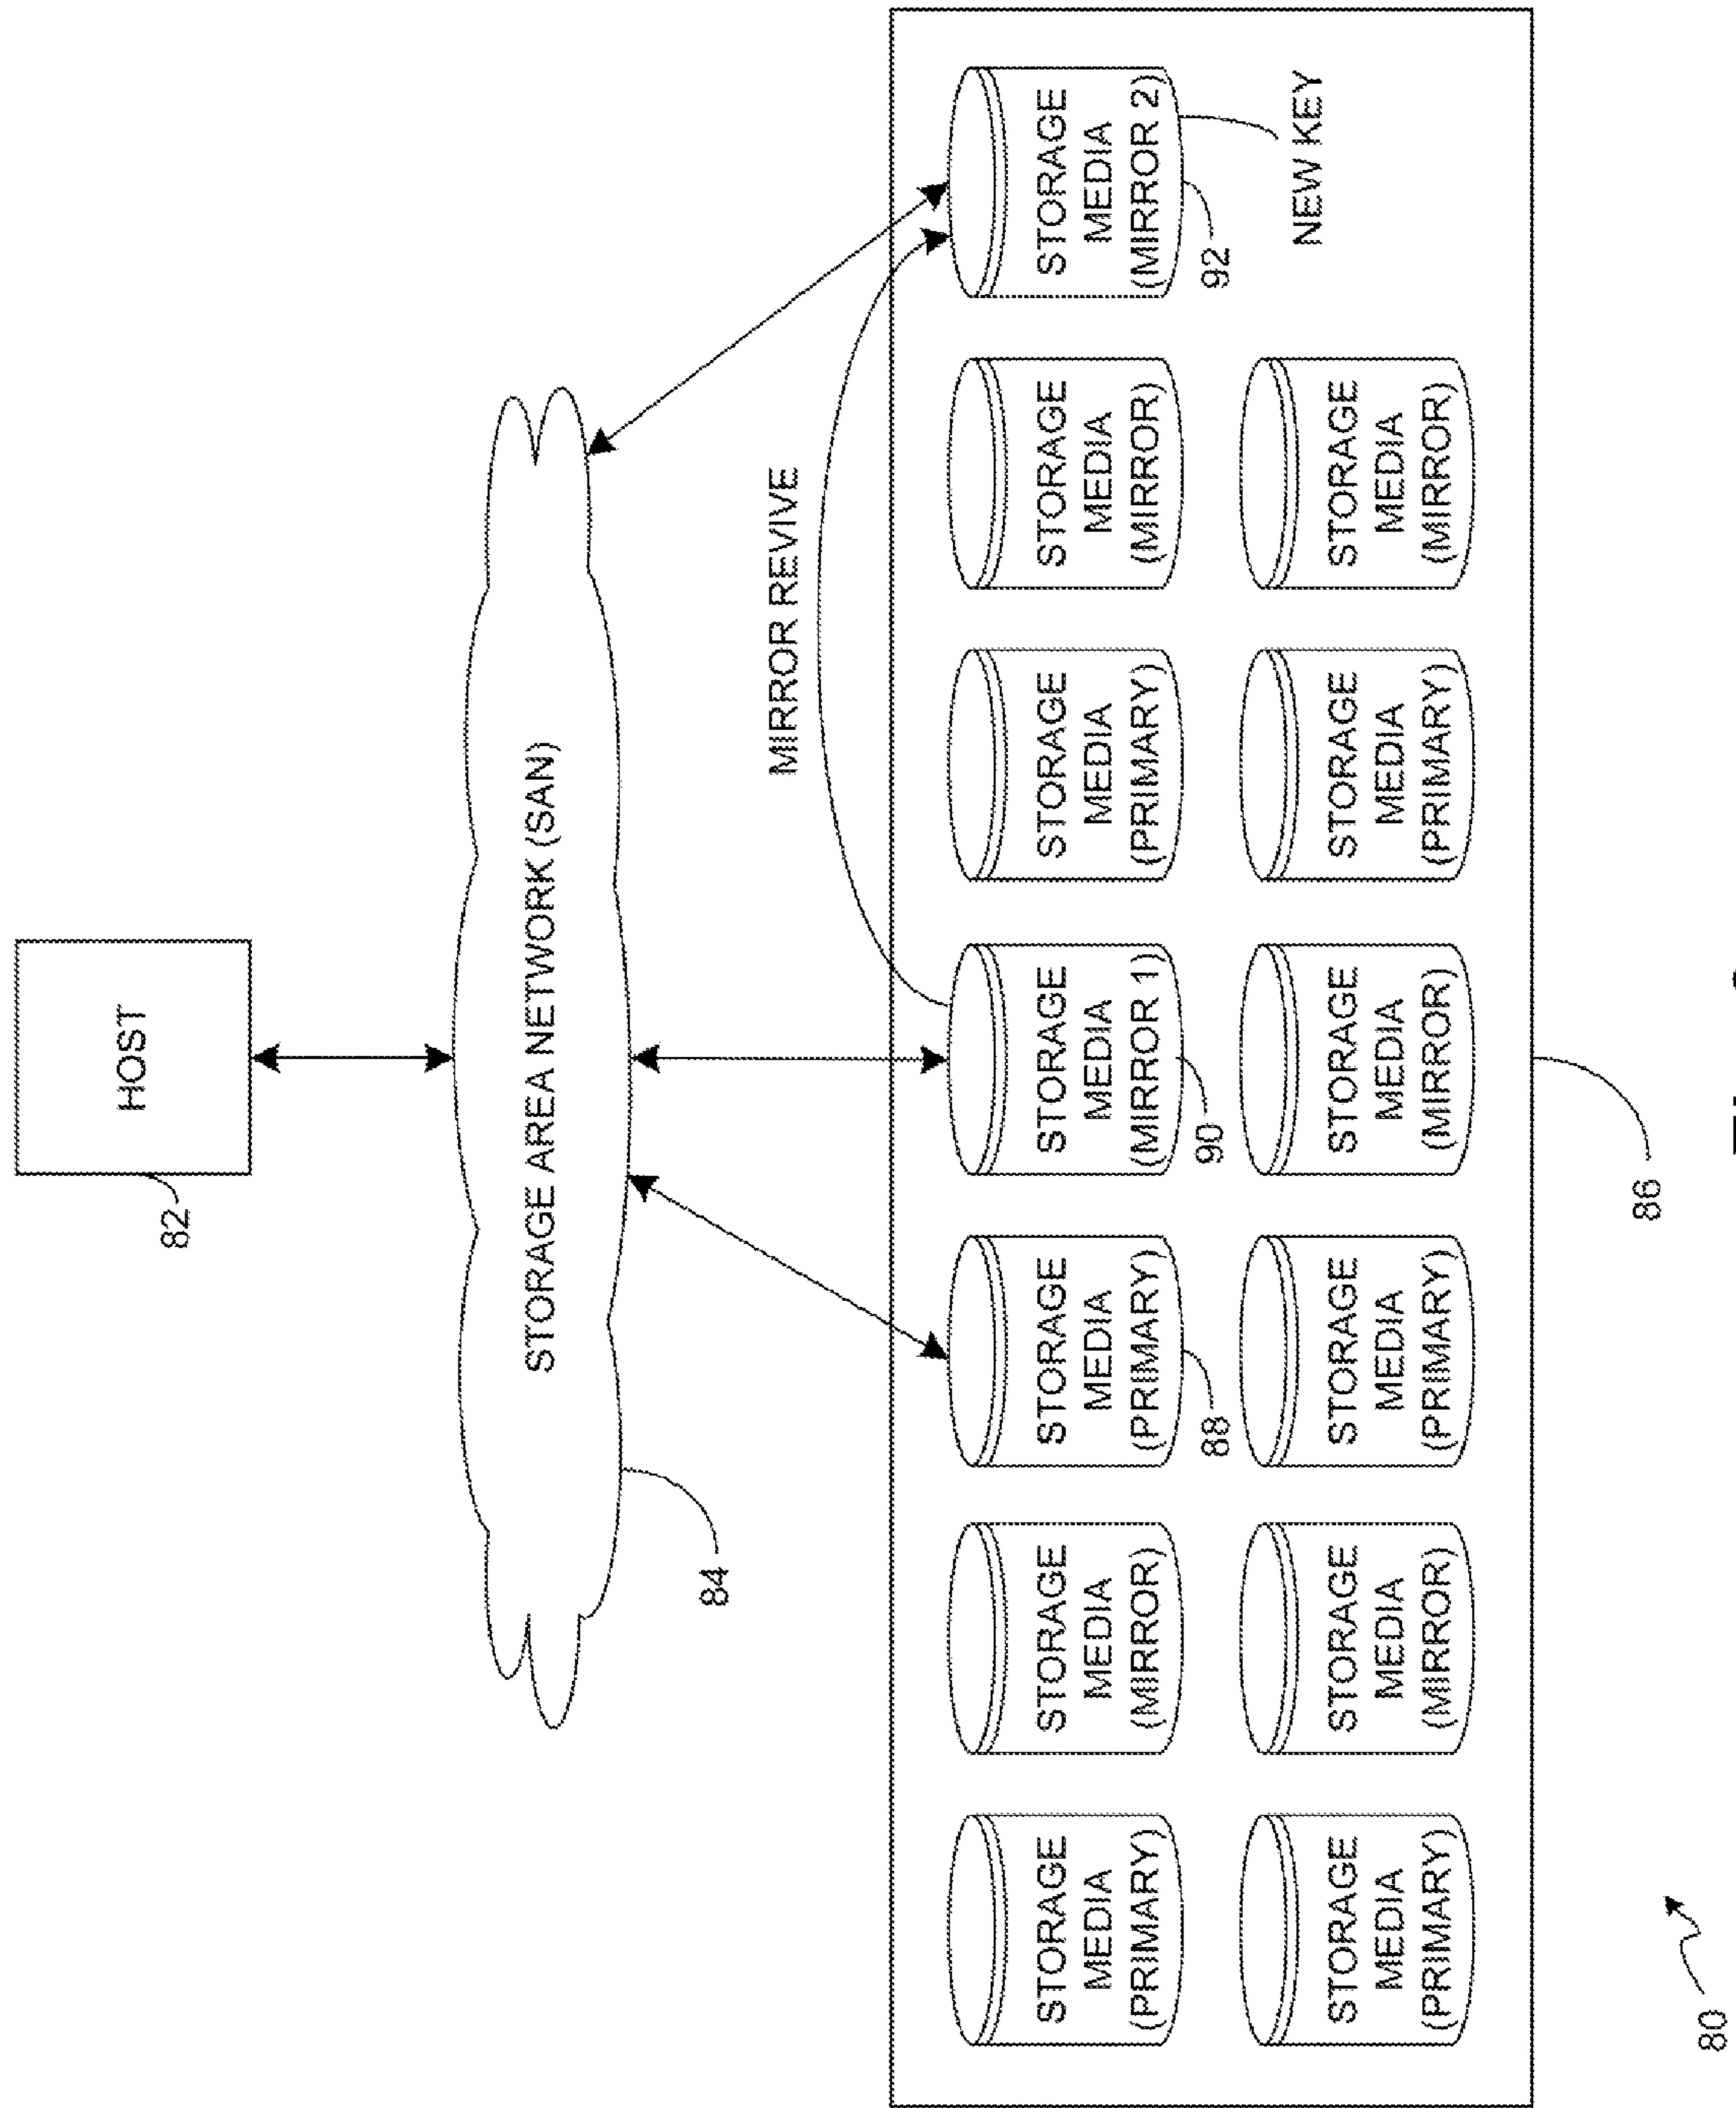 HOST
82
STORAGE AREA NETWORK (SAN)
84
MIRROR REVIVE
STORAGE
MEDIA
(PRIMARY)
STORAGE
MEDIA
(MIRROR)
STORAGE
MEDIA
(PRIMARY)
88
STORAGE
MEDIA
(MIRROR 1)
90
STORAGE
MEDIA
(PRIMARY)
STORAGE
MEDIA
(MIRROR)
STORAGE
MEDIA
(MIRROR 2)
92
NEW KEY
STORAGE
MEDIA
(PRIMARY)
STORAGE
MEDIA
(MIRROR)
STORAGE
MEDIA
(PRIMARY)
STORAGE
MEDIA
(MIRROR)
STORAGE
MEDIA
(PRIMARY)
STORAGE
MEDIA
(MIRROR)
86
80